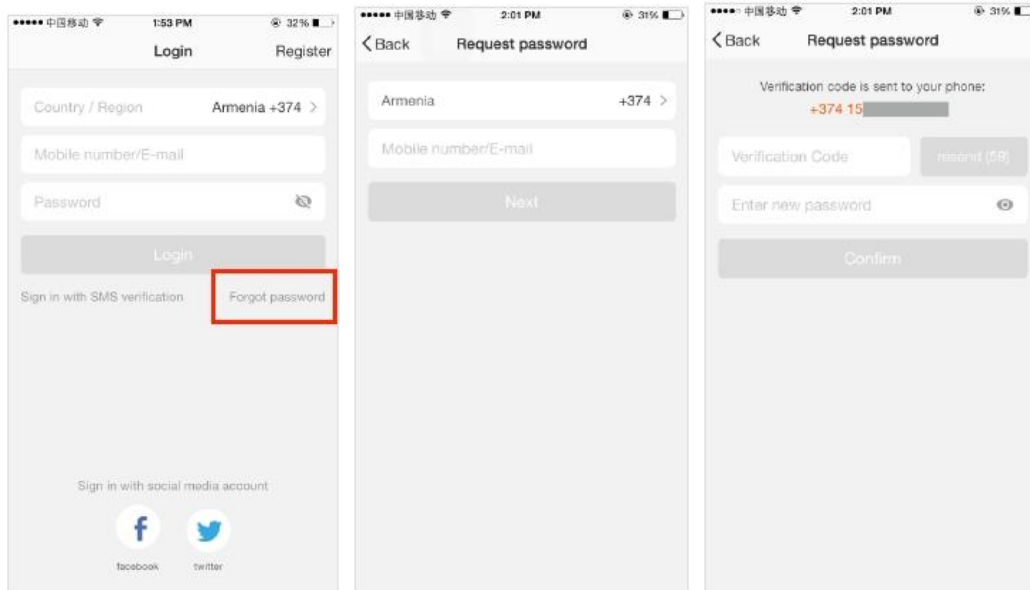 中国移动 1:53 PM 32%
Login Register
Country / Region Armenia +374 >
Mobile number/E-mail
Password
Login
Sign in with SMS verification Forgot password
Sign in with social media account
f
facebook twitter
中国移动 2:01 PM 31%
< Back Request password
Armenia +374 >
Mobile number/E-mail
Next
中国移动 2:01 PM 31%
< Back Request password
Verification code is sent to your phone:
+374 15
Verification Code resend (59)
Enter new password
Confirm